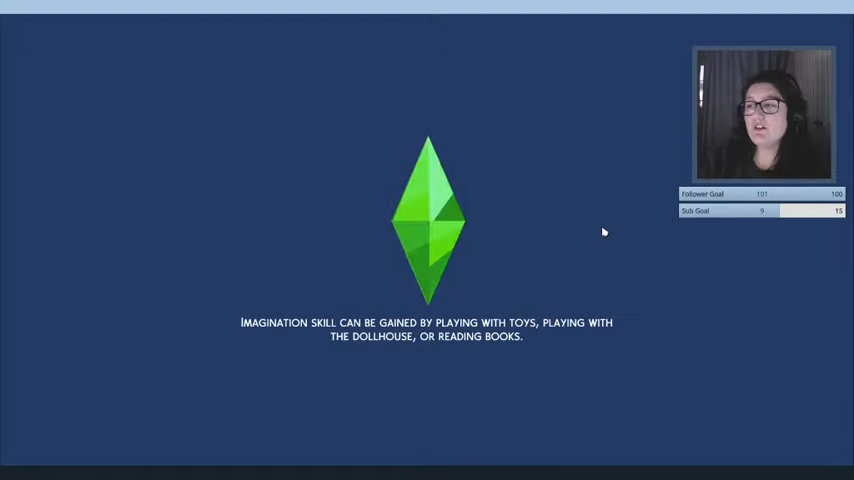 Follower Goal 101 100
Sub Goal 9 15
IMAGINATION SKILL CAN BE GAINED BY PLAYING WITH TOYS, PLAYING WITH
THE DOLLHOUSE, OR READING BOOKS.